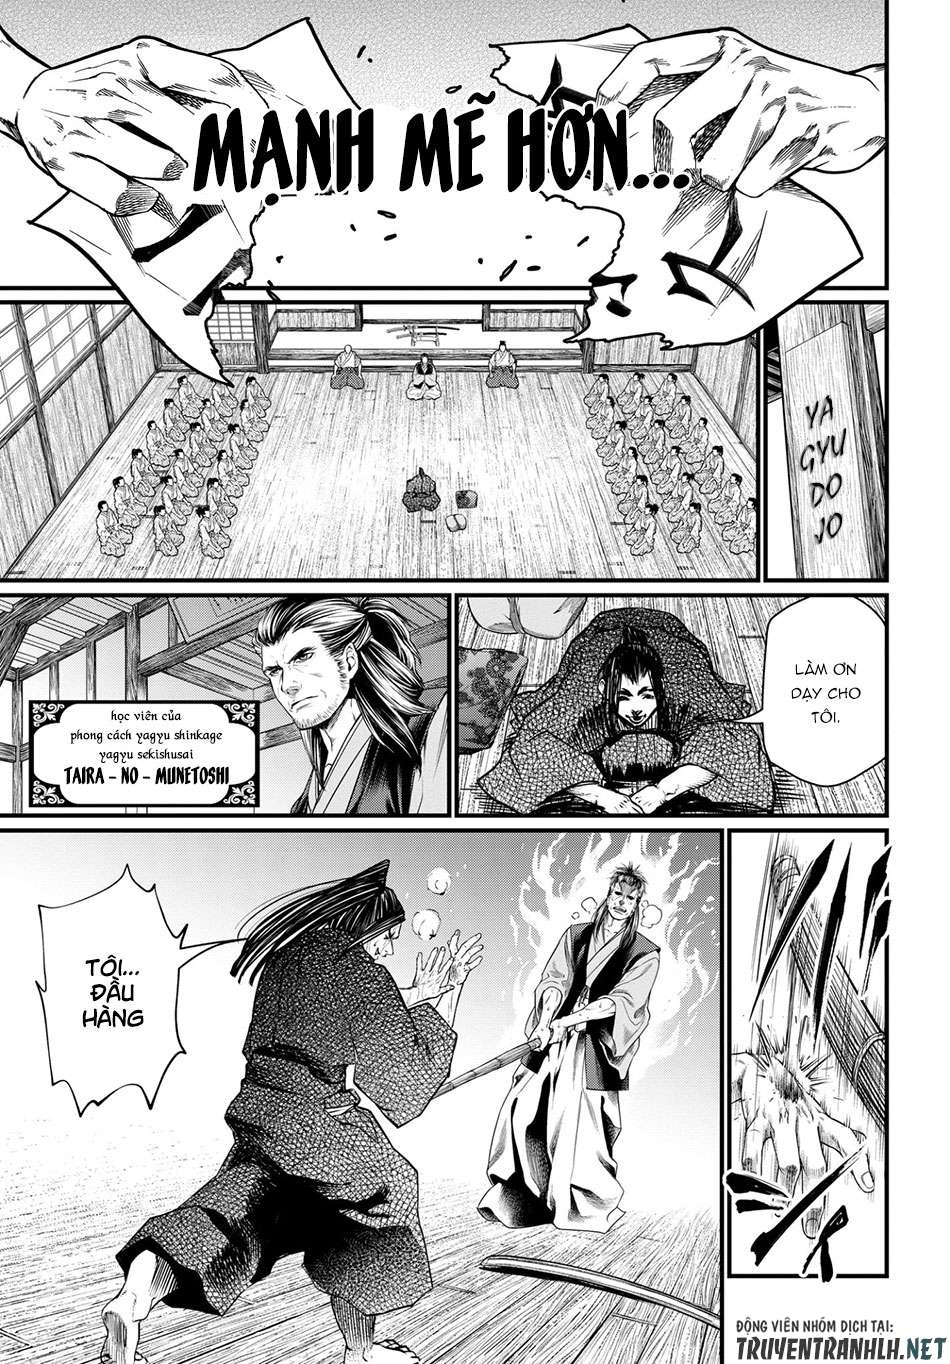 MẠNH MẼ HƠN...
YA
GYU
DO
JO
LÀM ƠN
DẠY CHO
TÔI.
học viên của
phong cách yagyu shinkage
yagyu sekishusai
TAIRA - NO - MUNETOSHI
TÔI...
ĐẦU
HÀNG
ĐỘNG VIÊN NHÓM DỊCH TẠI:
TRUYENTRANHLH.NET